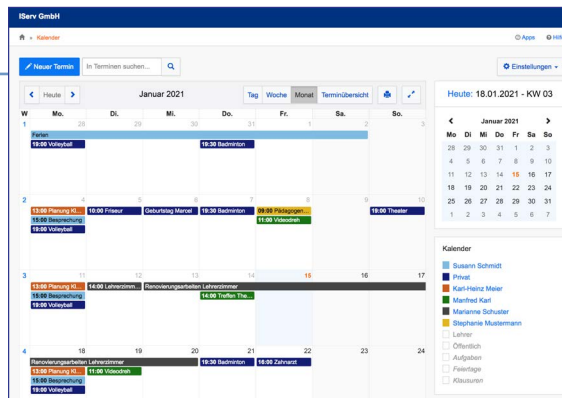 IServ GmbH
» Kalender
Apps Hilfe
Neuer Termin In Terminen suchen... Einstellungen
Heute Januar 2021 Tag Woche Monat Terminübersicht
W Mo. Di. Mi. Do. Fr. Sa. So.
1 28 29 30 31 1 2 3
Ferien
19:00 Volleyball 19:30 Badminton
2 4 5 6 7 8 9 10
13:00 Planung Kl... 10:00 Friseur Geburtstag Marcel 19:30 Badminton 09:00 Pädagogen... 19:00 Theater
15:00 Besprechung 11:00 Videodreh
19:00 Volleyball
3 11 12 13 14 15 16 17
13:00 Planung Kl... 14:00 Lehrerzimm... Renovierungsarbeiten Lehrerzimmer
15:00 Besprechung 14:00 Treffen The...
19:00 Volleyball
4 18 19 20 21 22 23 24
Renovierungsarbeiten Lehrerzimmer 19:30 Badminton 16:00 Zahnarzt
13:00 Planung Kl... 11:00 Videodreh
15:00 Besprechung
19:00 Volleyball
Heute: 18.01.2021 - KW 03
Januar 2021
Mo Di Mi Do Fr Sa So
28 29 30 31 1 2 3
4 5 6 7 8 9 10
11 12 13 14 15 16 17
18 19 20 21 22 23 24
25 26 27 28 29 30 31
1 2 3 4 5 6 7
Kalender
Susann Schmidt
Privat
Karl-Heinz Meier
Manfred Karl
Marianne Schuster
Stephanie Mustermann
Lehrer
Öffentlich
Aufgaben
Feiertage
Klausuren